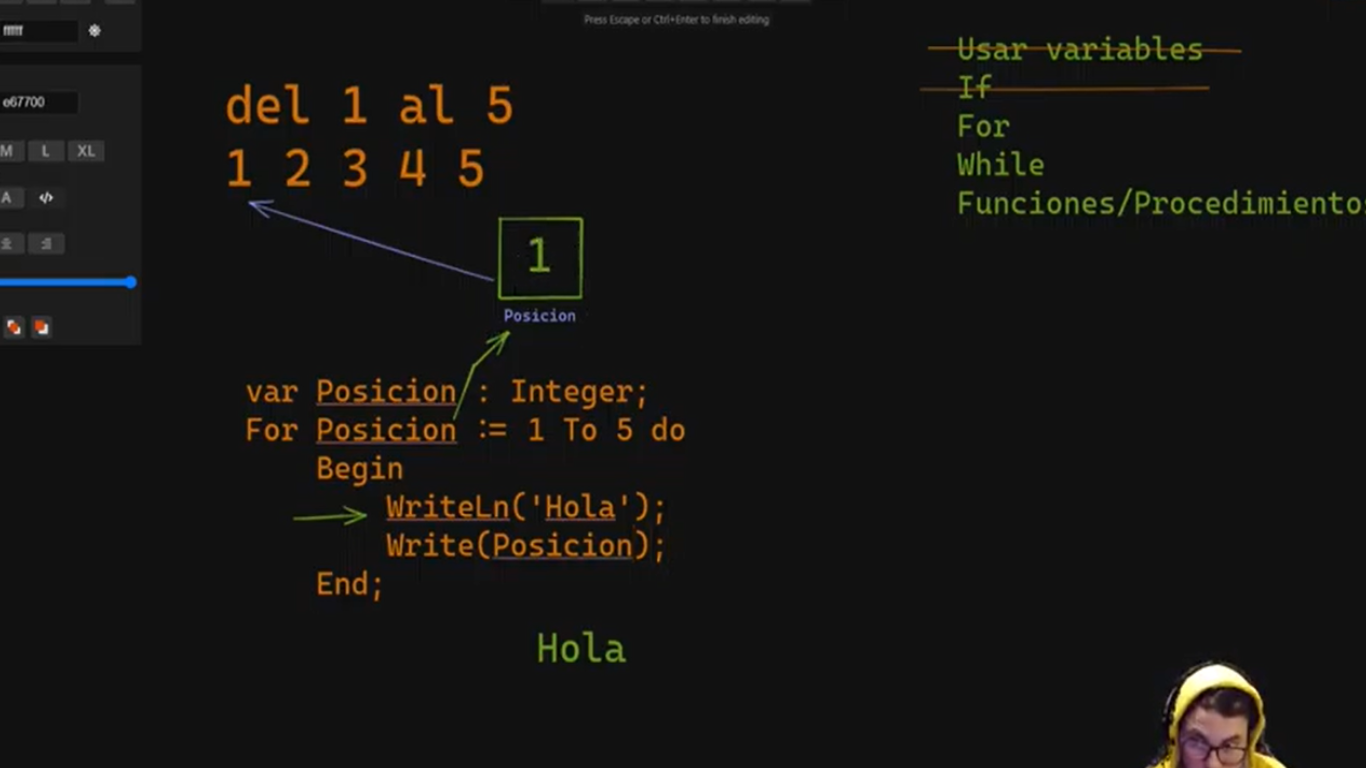 Press Escape or Ctrl+Enter to finish editing
ffffff
e67700
M L XL
A </>
del 1 al 5
1 2 3 4 5
1
Posicion
var Posicion : Integer;
For Posicion := 1 To 5 do
Begin
WriteLn('Hola');
Write(Posicion);
End;
Hola
Usar variables
If
For
While
Funciones/Procedimientos